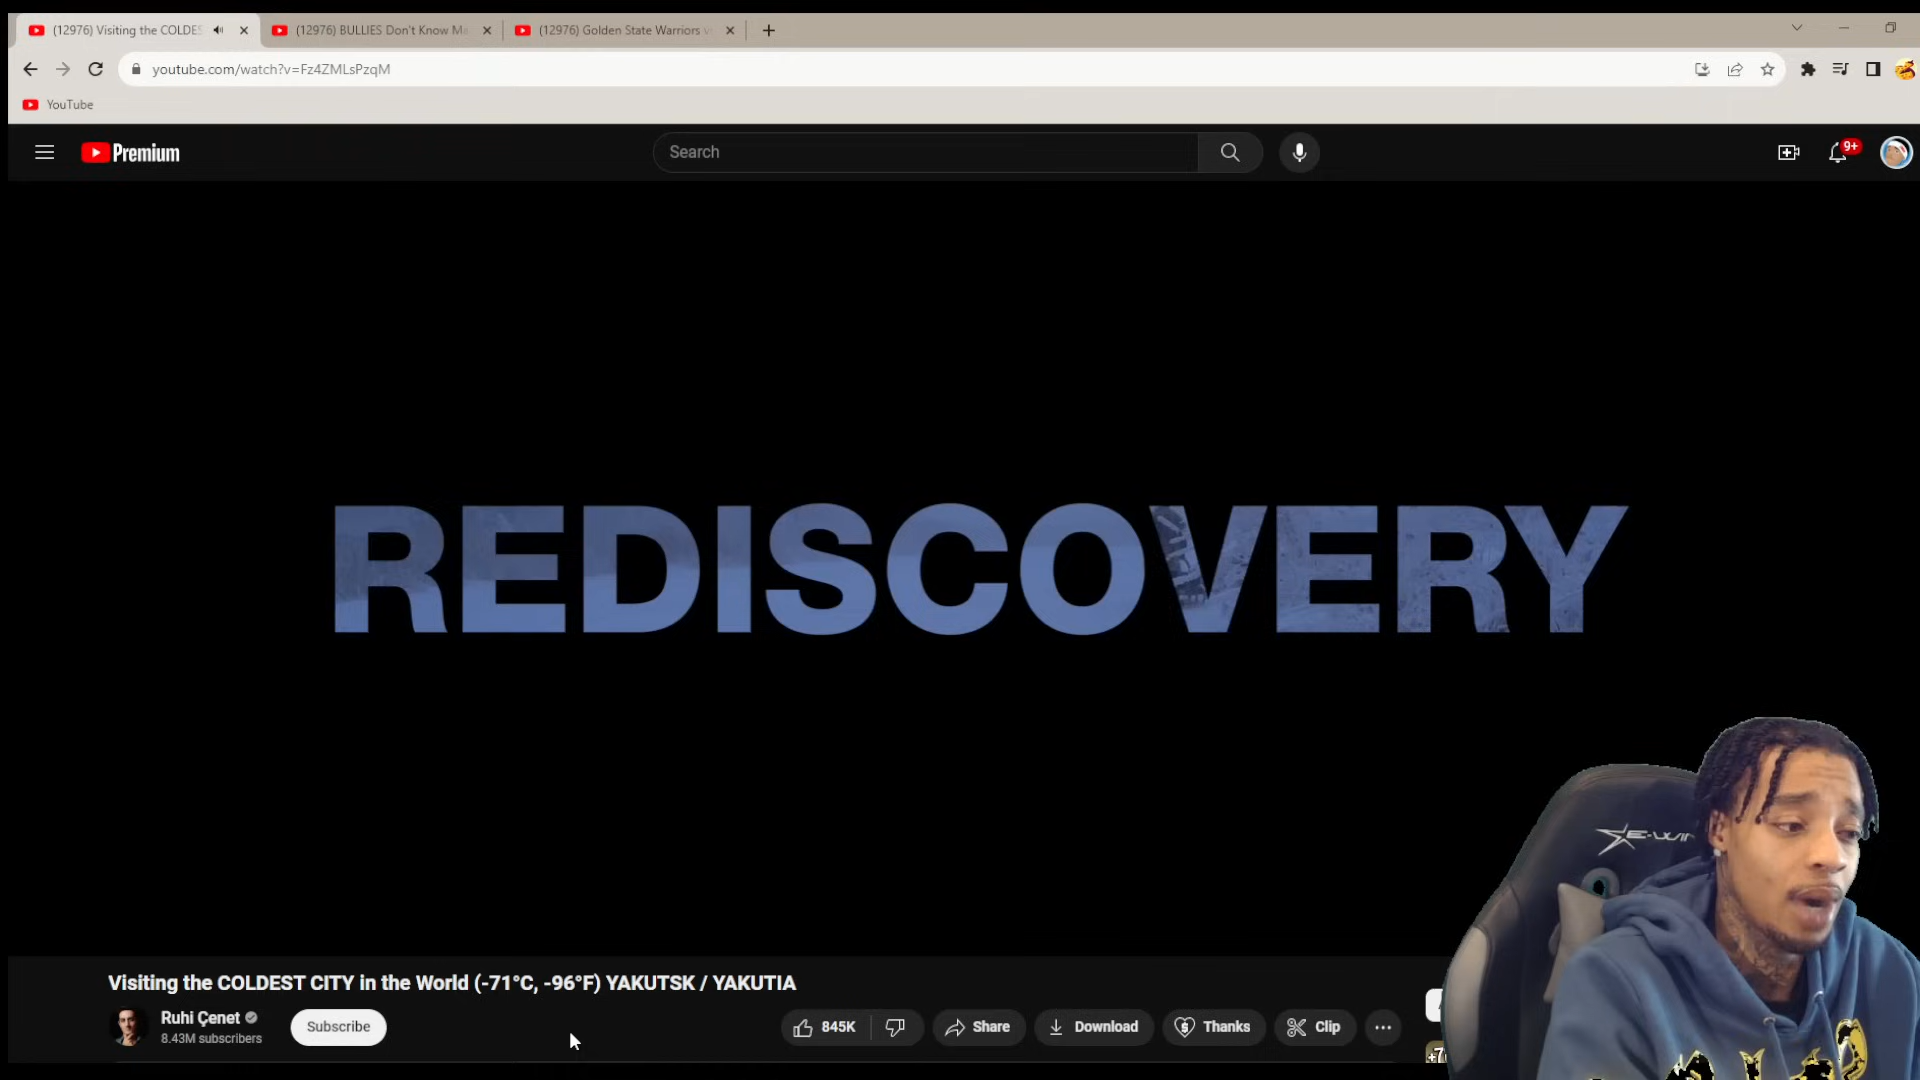 (12976) Visiting the COLDES
(12976) BULLIES Don't Know M
(12976) Golden State Warriors v
youtube.com/watch?v=Fz4ZMLsPzqM
YouTube
Premium
Search
9+
REDISCOVERY
E-WIN
Visiting the COLDEST CITY in the World (-71°C, -96°F) YAKUTSK / YAKUTIA
Ruhi Çenet
8.43M subscribers
Subscribe
845K
Share
Download
Thanks
Clip